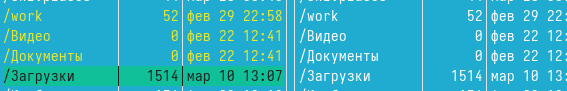 /work 52 фев 29 22:58 /work 52 фев 29 22:
/Видео 0 фев 22 12:41 /Видео 0 фев 22 12:
/Документы 0 фев 22 12:41 /Документы 0 фев 22 12:
/Загрузки 1514 мар 10 13:07 /Загрузки 1514 мар 10 13: